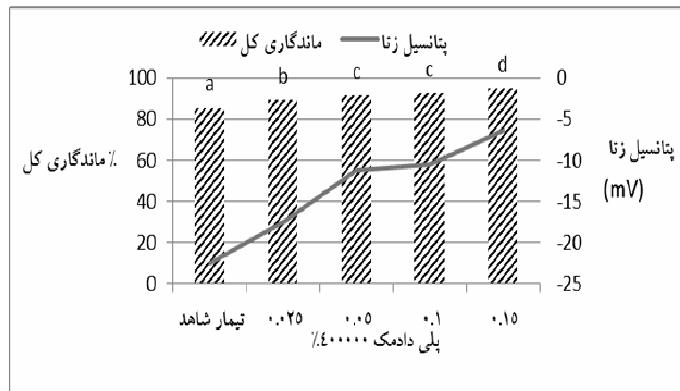 ماندگاری کل پتانسیل زتا
a b c c d
100 0
80 -5
60 -10
40 -15
20 -20
0 -25
% ماندگاری کل
پتانسیل زتا
(mV)
تیمار شاهد ۰.۰۲۵ ۰.۰۵ ۰.۱ ۰.۱۵
پلی دادمک ۴۰۰۰۰۰%